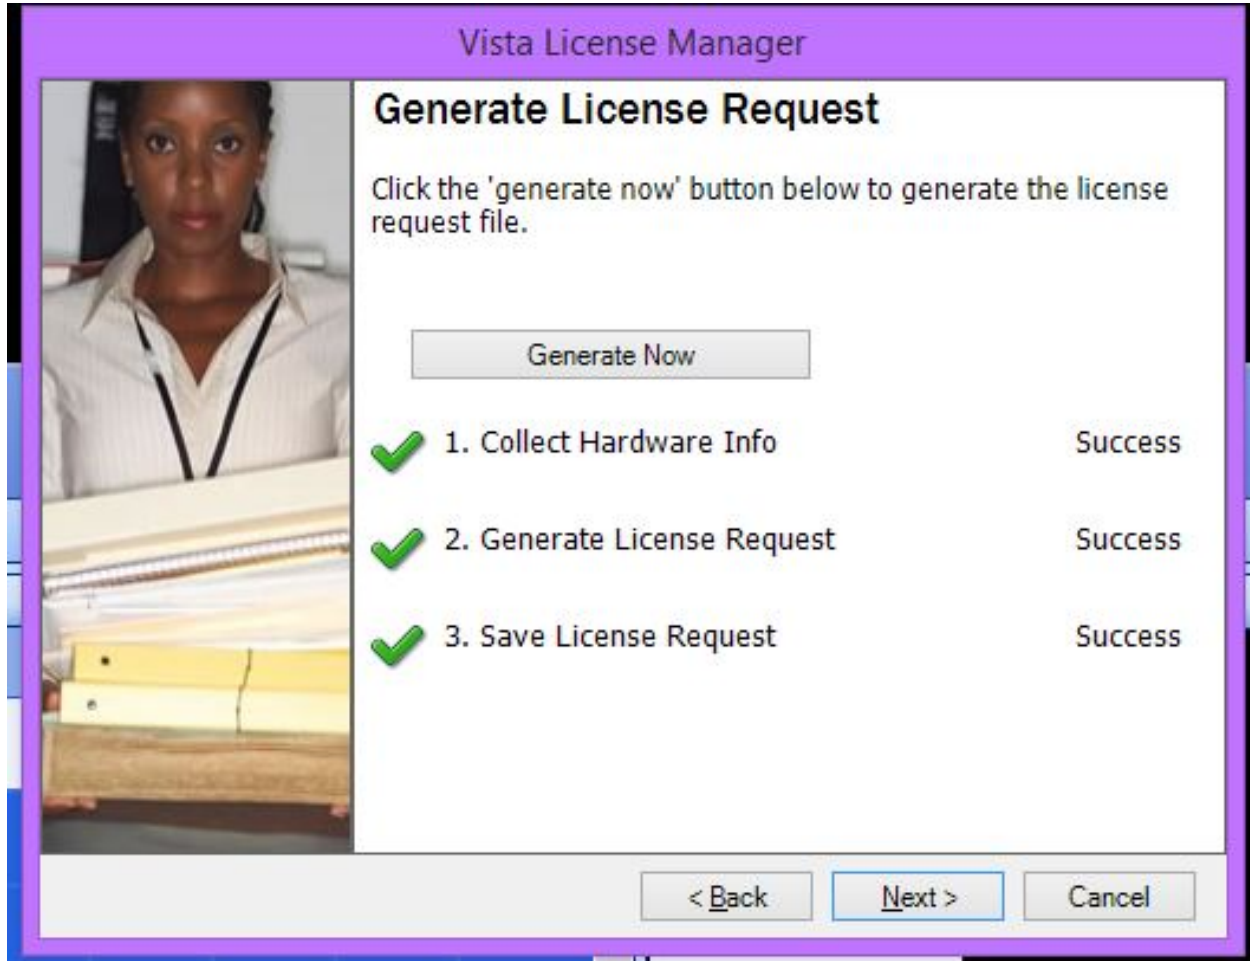 Vista License Manager
Generate License Request
Click the 'generate now' button below to generate the license
request file.
Generate Now
1. Collect Hardware Info Success
2. Generate License Request Success
3. Save License Request Success
< Back Next > Cancel